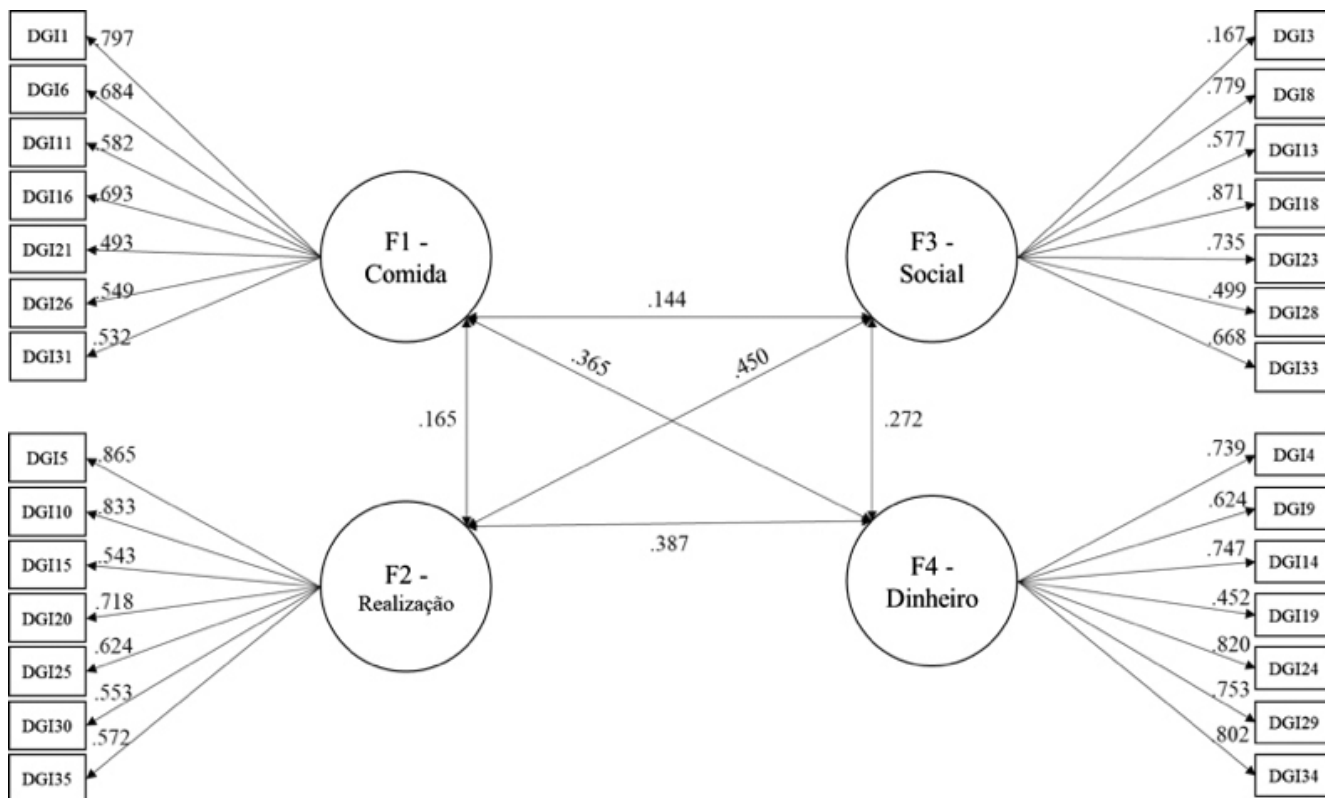 DGI1
.797
DGI6
.684
DGI11
.582
DGI16
.693
DGI21
.493
DGI26
.549
DGI31
.532
F1 -
Comida
DGI3
.167
DGI8
.779
DGI13
.577
DGI18
.871
DGI23
.735
DGI28
.499
DGI33
.668
F3 -
Social
.144
.365
.450
.165
.272
.387
DGI5
.865
DGI10
.833
DGI15
.543
DGI20
.718
DGI25
.624
DGI30
.553
DGI35
.572
F2 -
Realização
DGI4
.739
DGI9
.624
DGI14
.747
DGI19
.452
DGI24
.820
DGI29
.753
DGI34
.802
F4 -
Dinheiro